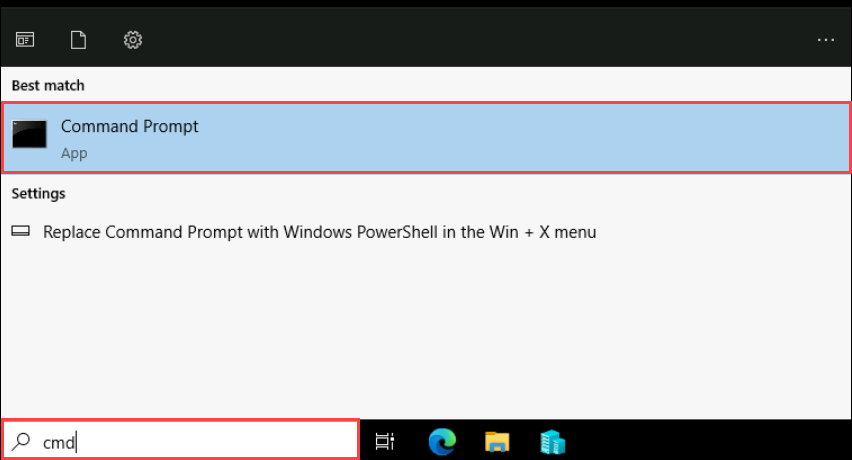 Best match
Command Prompt
App
Settings
Replace Command Prompt with Windows PowerShell in the Win + X menu
cmd